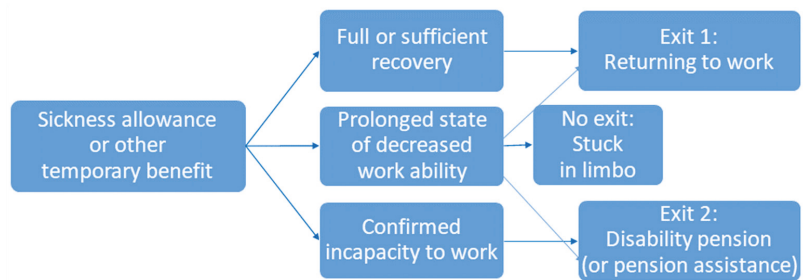 Sickness allowance
or other
temporary benefit
Full or sufficient
recovery
Prolonged state
of decreased
work ability
Confirmed
incapacity to work
Exit 1:
Returning to work
No exit:
Stuck
in limbo
Exit 2:
Disability pension
(or pension assistance)